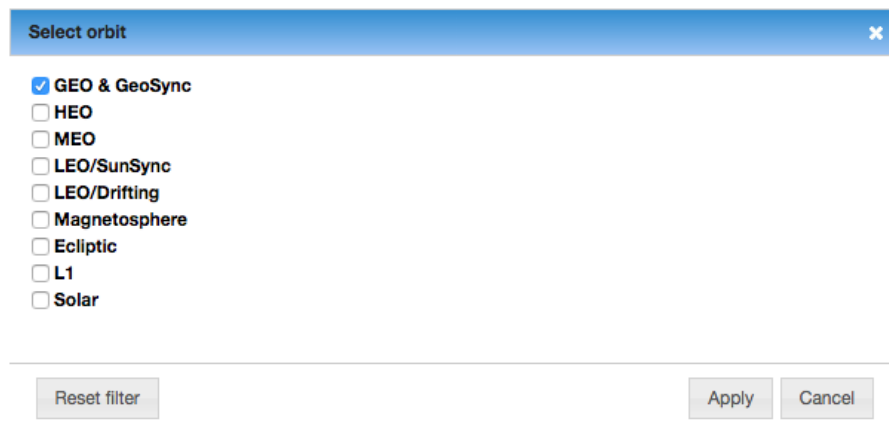 Select orbit
GEO & GeoSync
HEO
MEO
LEO/SunSync
LEO/Drifting
Magnetosphere
Ecliptic
L1
Solar
Reset filter Apply Cancel